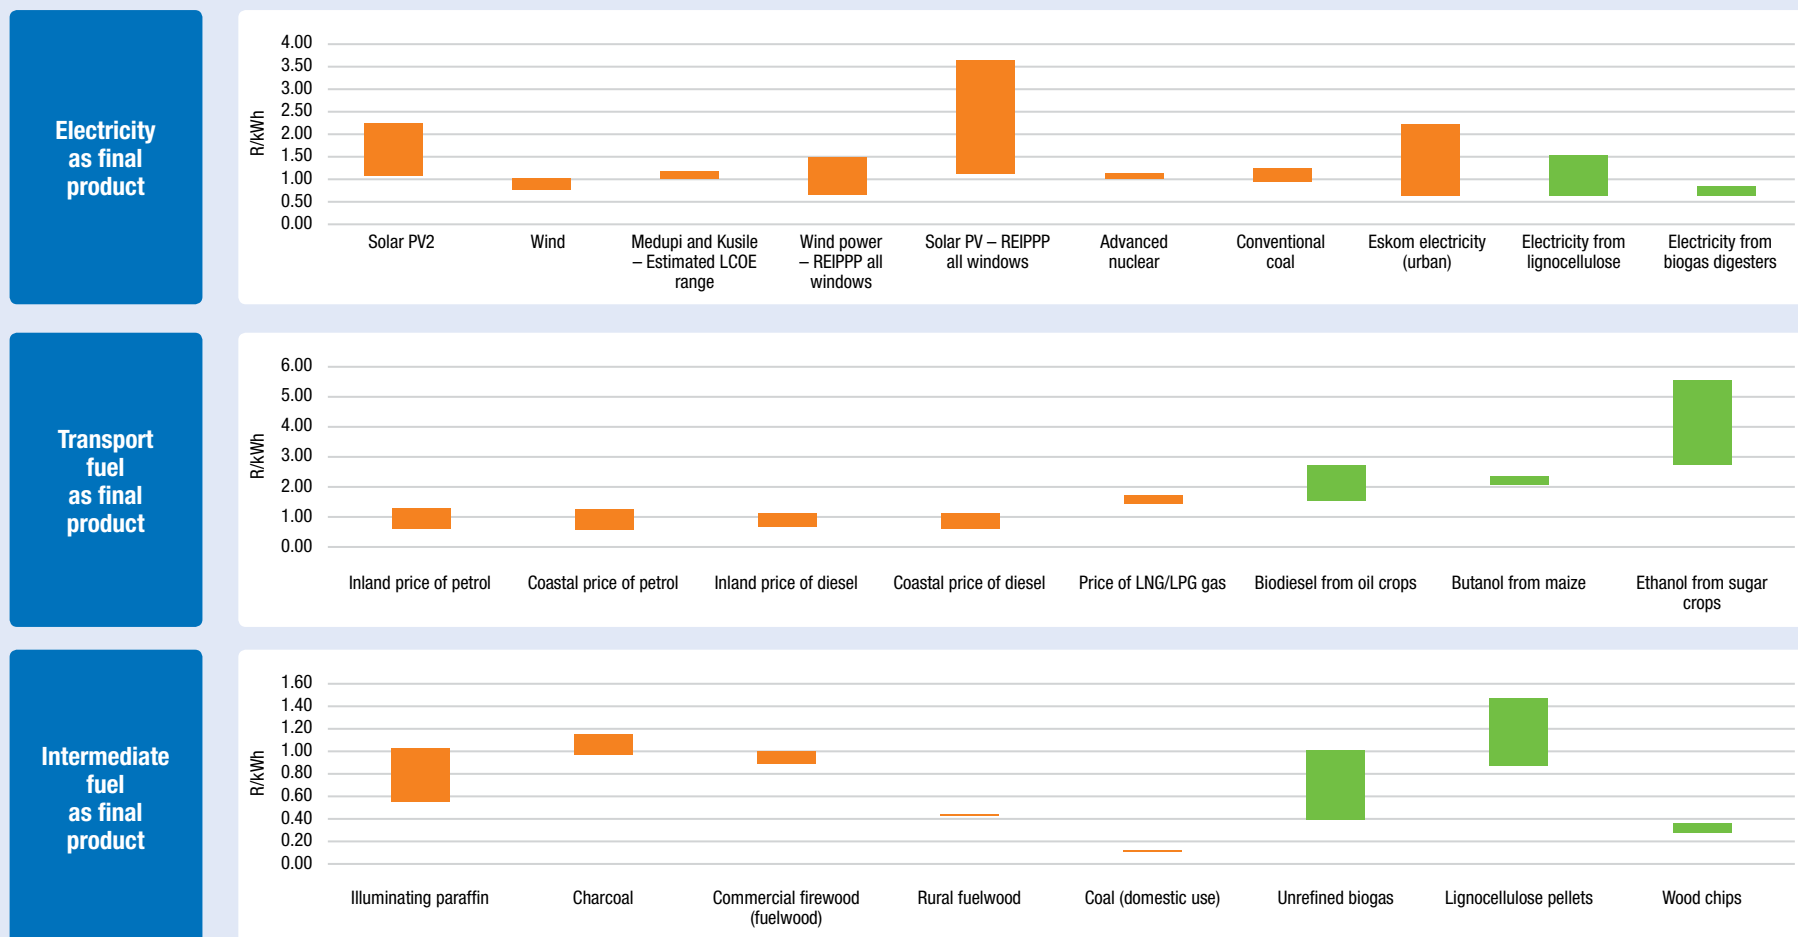 Electricity
as final
product
R/kWh
4.00
3.50
3.00
2.50
2.00
1.50
1.00
0.50
0.00
Solar PV2
Wind
Medupi and Kusile
– Estimated LCOE
range
Wind power
– REIPPP all
windows
Solar PV – REIPPP
all windows
Advanced
nuclear
Conventional
coal
Eskom electricity
(urban)
Electricity from
lignocellulose
Electricity from
biogas digesters
Transport
fuel
as final
product
R/kWh
6.00
5.00
4.00
3.00
2.00
1.00
0.00
Inland price of petrol
Coastal price of petrol
Inland price of diesel
Coastal price of diesel
Price of LNG/LPG gas
Biodiesel from oil crops
Butanol from maize
Ethanol from sugar
crops
Intermediate
fuel
as final
product
R/kWh
1.60
1.40
1.20
1.00
0.80
0.60
0.40
0.20
0.00
Illuminating paraffin
Charcoal
Commercial firewood
(fuelwood)
Rural fuelwood
Coal (domestic use)
Unrefined biogas
Lignocellulose pellets
Wood chips